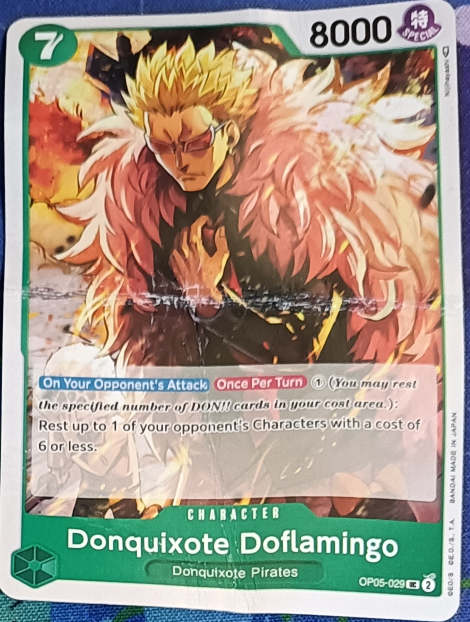 7
8000
特
SPECIAL
On Your Opponent's Attack Once Per Turn ① (You may rest
the specified number of DON!! cards in your cost area.):
Rest up to 1 of your opponent's Characters with a cost of
6 or less.
CHARACTER
Donquixote Doflamingo
Donquixote Pirates
OP05-029 UC 2
BANDAI MADE IN JAPAN
©E.O./S., T.A.